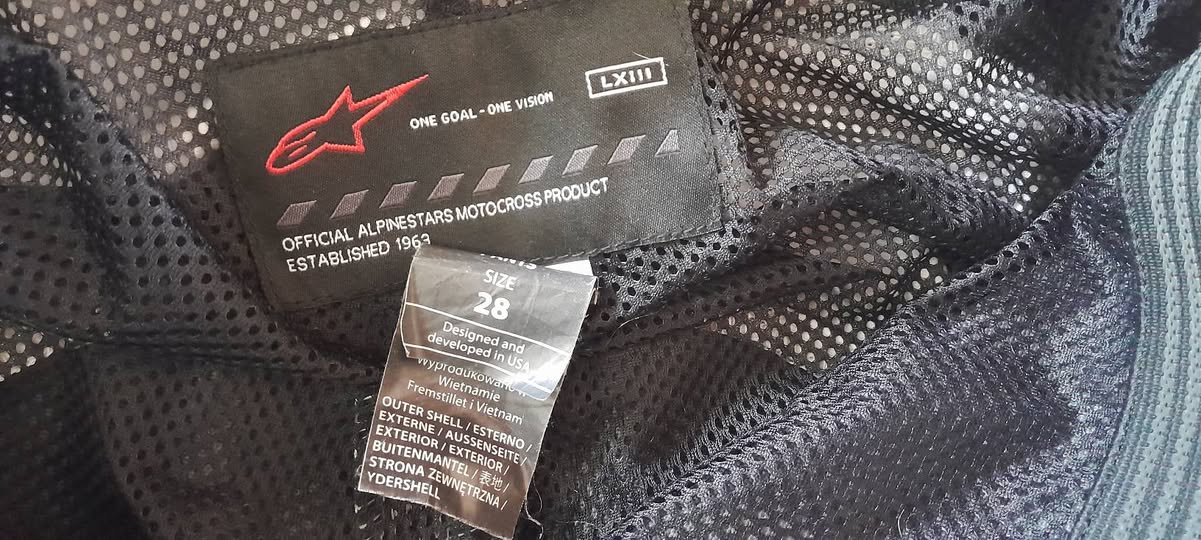 LXIII
ONE GOAL - ONE VISION
OFFICIAL ALPINESTARS MOTOCROSS PRODUCT
ESTABLISHED 1963
SIZE
28
Designed and
developed in USA
Wyprodukowano w
Wietnamie
Fremstillet i Vietnam
OUTER SHELL / ESTERNO /
EXTERNE / AUSSENSEITE /
EXTERIOR / EXTERIOR /
BUITENMANTEL / 表地 /
STRONA ZEWNĘTRZNA /
YDERSHELL